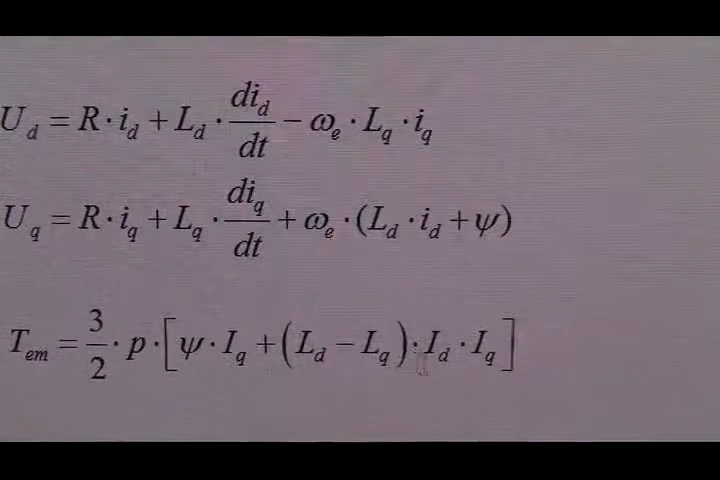 U_d = R · i_d + L_d · di_d/dt − ω_e · L_q · i_q
U_q = R · i_q + L_q · di_q/dt + ω_e · (L_d · i_d + ψ)
T_em = 3/2 · p · [ψ · I_q + (L_d − L_q) · I_d · I_q]